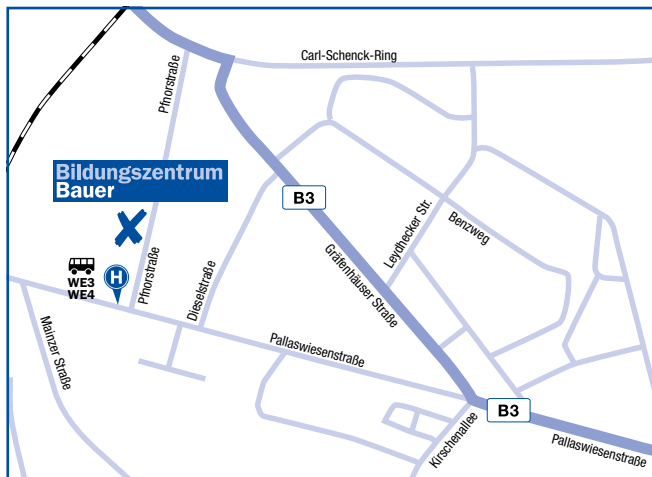 Carl-Schenck-Ring
Pfnorstraße
Bildungszentrum
Bauer
B3
Leydhecker Str.
Benzweg
H
WE3
WE4
Pfnorstraße
Dieselstraße
Gräfenhäuser Straße
Mainzer Straße
Pallaswiesenstraße
B3
Kirschenallee
Pallaswiesenstraße